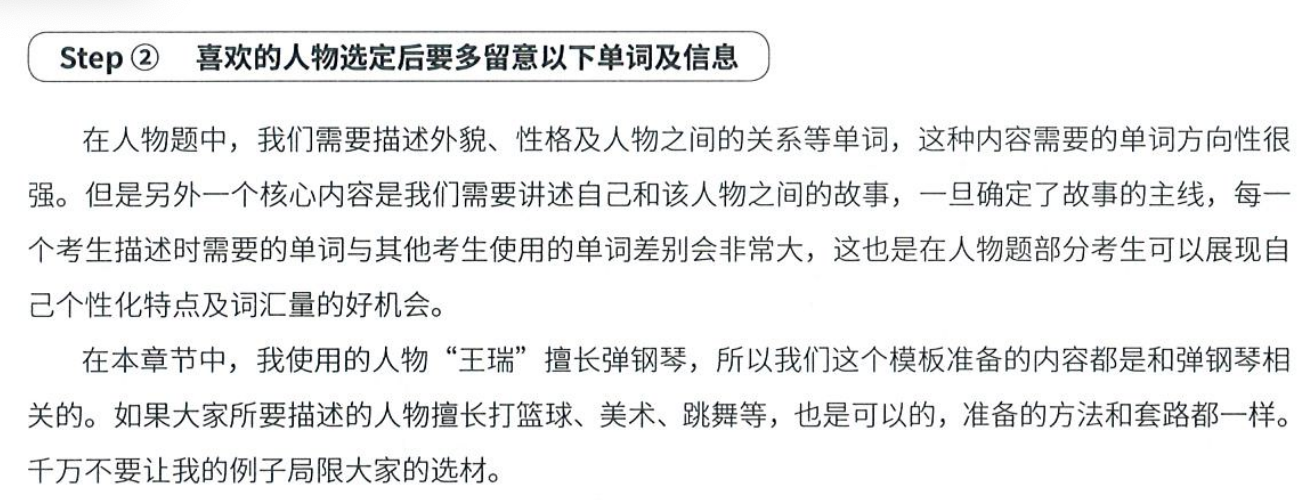 Step ② 喜欢的人物选定后要多留意以下单词及信息
在人物题中，我们需要描述外貌、性格及人物之间的关系等单词，这种内容需要的单词方向性很
强。但是另外一个核心内容是我们需要讲述自己和该人物之间的故事，一旦确定了故事的主线，每一
个考生描述时需要的单词与其他考生使用的单词差别会非常大，这也是在人物题部分考生可以展现自
己个性化特点及词汇量的好机会。
在本章节中，我使用的人物“王瑞”擅长弹钢琴，所以我们这个模板准备的内容都是和弹钢琴相
关的。如果大家所要描述的人物擅长打篮球、美术、跳舞等，也是可以的，准备的方法和套路都一样。
千万不要让我的例子局限大家的选材。